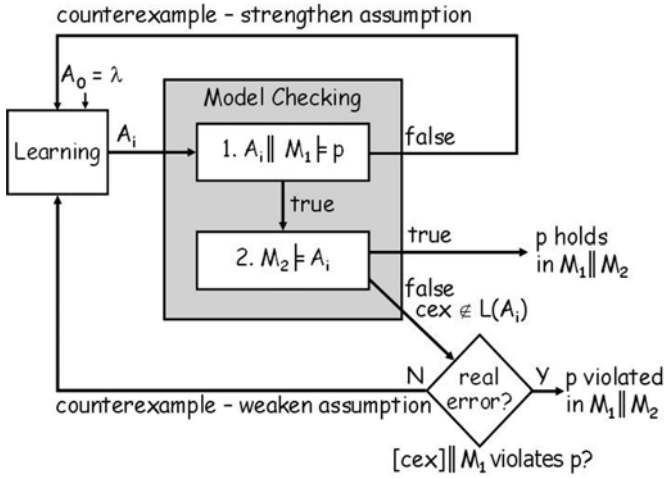 counterexample – strengthen assumption
A₀ = λ
Model Checking
Learning
Aᵢ
1. Aᵢ ‖ M₁ ⊨ p
false
true
2. M₂ ⊨ Aᵢ
true
p holds
in M₁ ‖ M₂
false
cex ∉ L(Aᵢ)
N
real
error?
Y
p violated
in M₁ ‖ M₂
counterexample – weaken assumption
[cex] ‖ M₁ violates p?